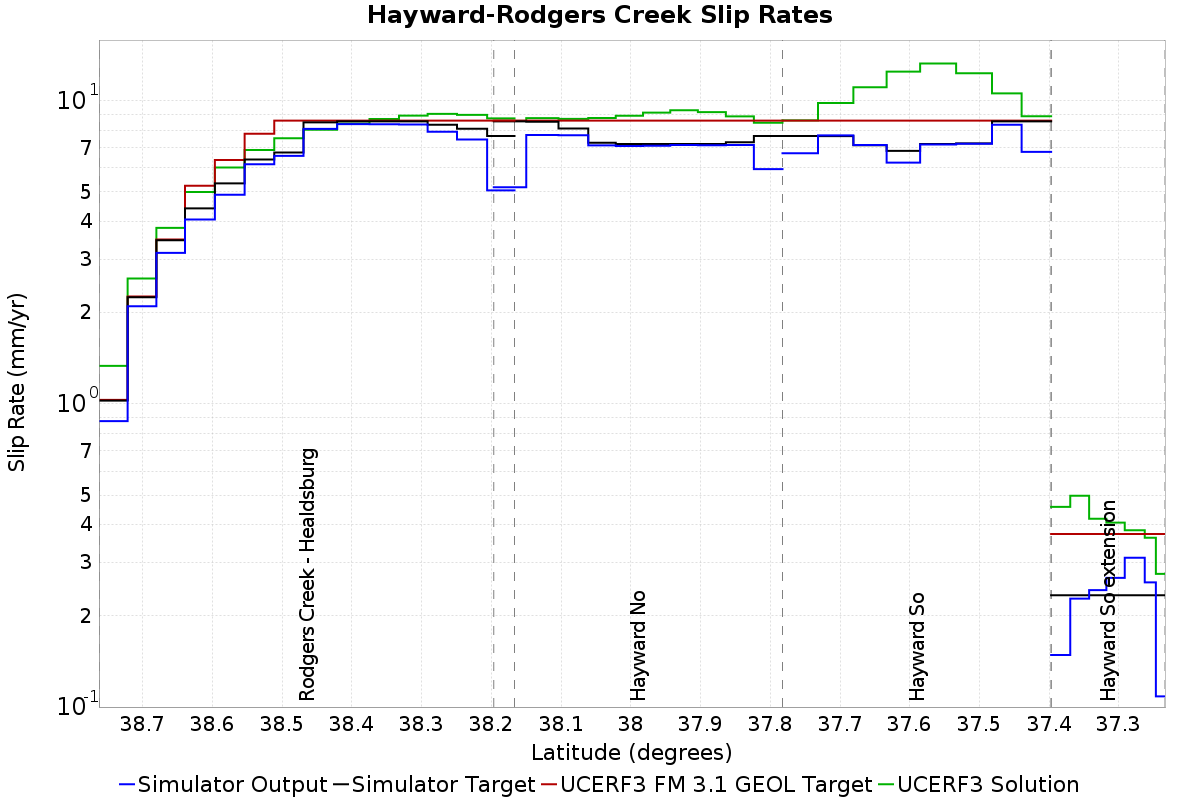 Hayward-Rodgers Creek Slip Rates
Slip Rate (mm/yr)
10^1
7
5
4
3
2
10^0
7
5
4
3
2
10^-1
Rodgers Creek - Healdsburg
Hayward No
Hayward So
Hayward So extension
38.7 38.6 38.5 38.4 38.3 38.2 38.1 38 37.9 37.8 37.7 37.6 37.5 37.4 37.3
Latitude (degrees)
Simulator Output Simulator Target UCERF3 FM 3.1 GEOL Target UCERF3 Solution